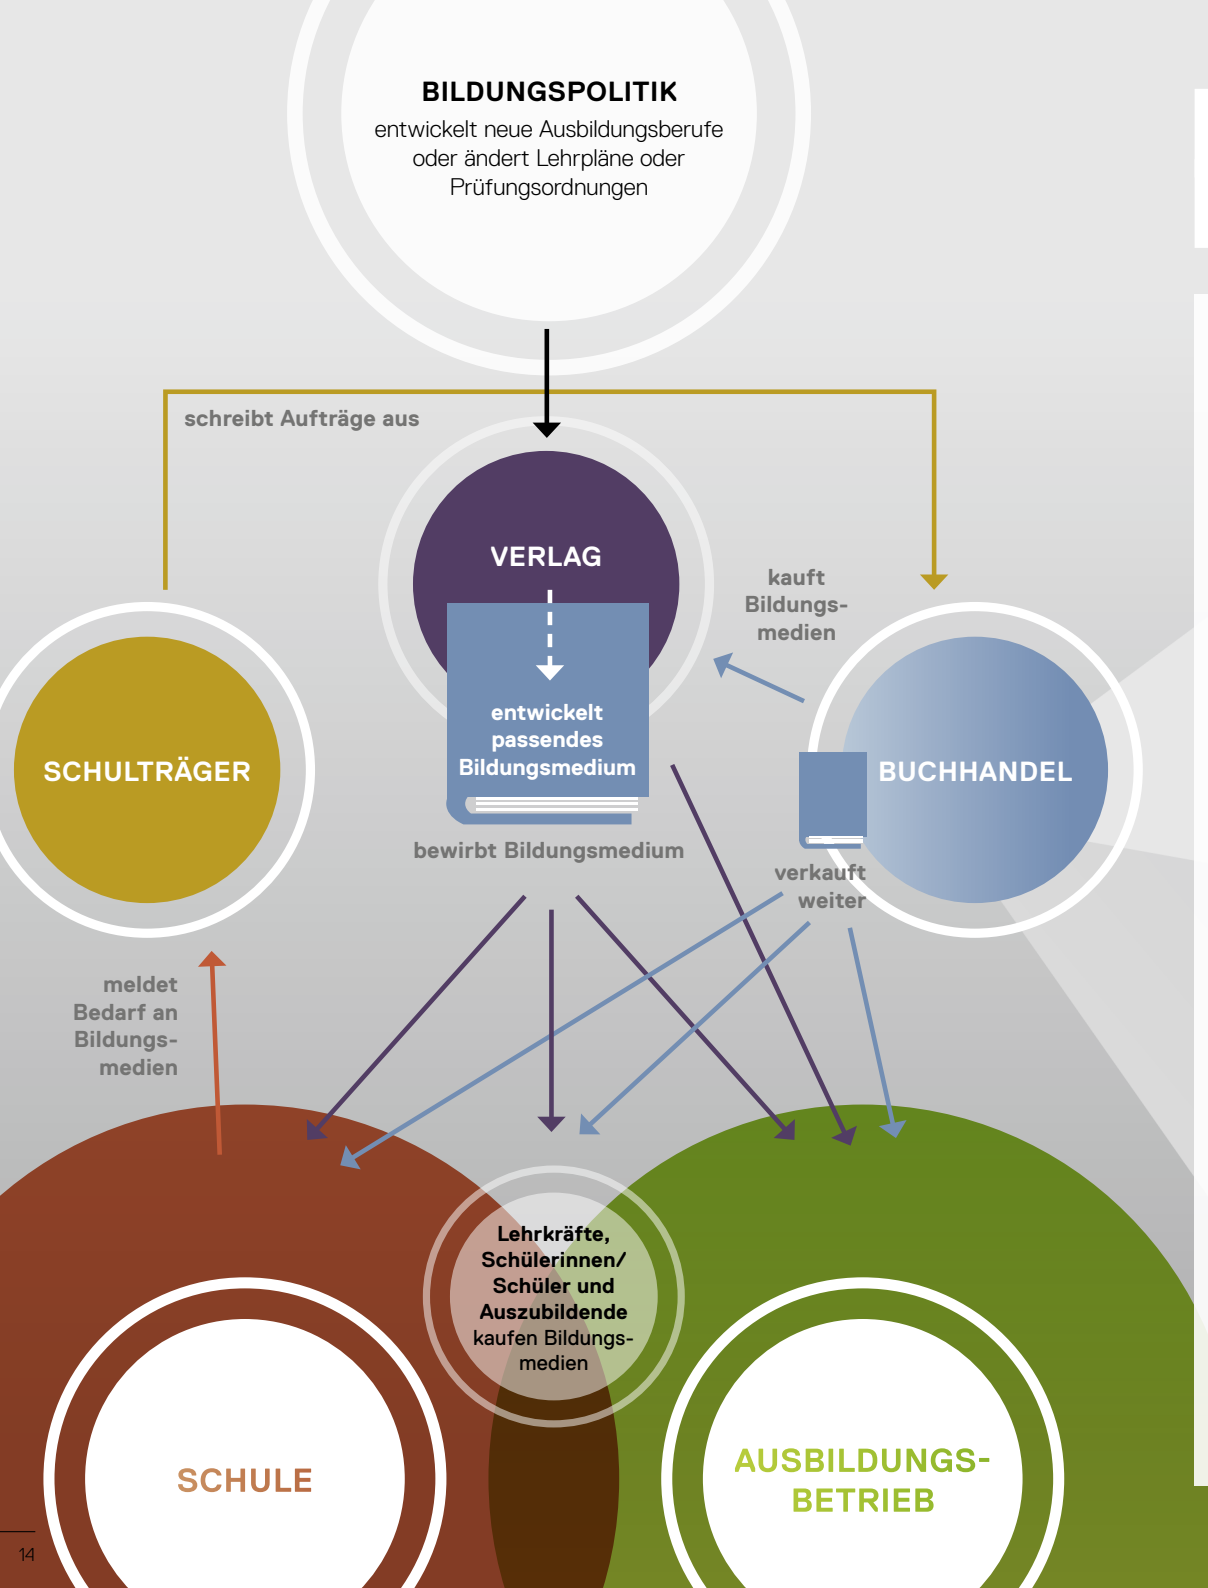 BILDUNGSPOLITIK
entwickelt neue Ausbildungsberufe
oder ändert Lehrpläne oder
Prüfungsordnungen
schreibt Aufträge aus
VERLAG
kauft
Bildungs-
medien
entwickelt
passendes
Bildungsmedium
SCHULTRÄGER
BUCHHANDEL
bewirbt Bildungsmedium
verkauft
weiter
meldet
Bedarf an
Bildungs-
medien
Lehrkräfte,
Schülerinnen/
Schüler und
Auszubildende
kaufen Bildungs-
medien
SCHULE
AUSBILDUNGS-
BETRIEB
14